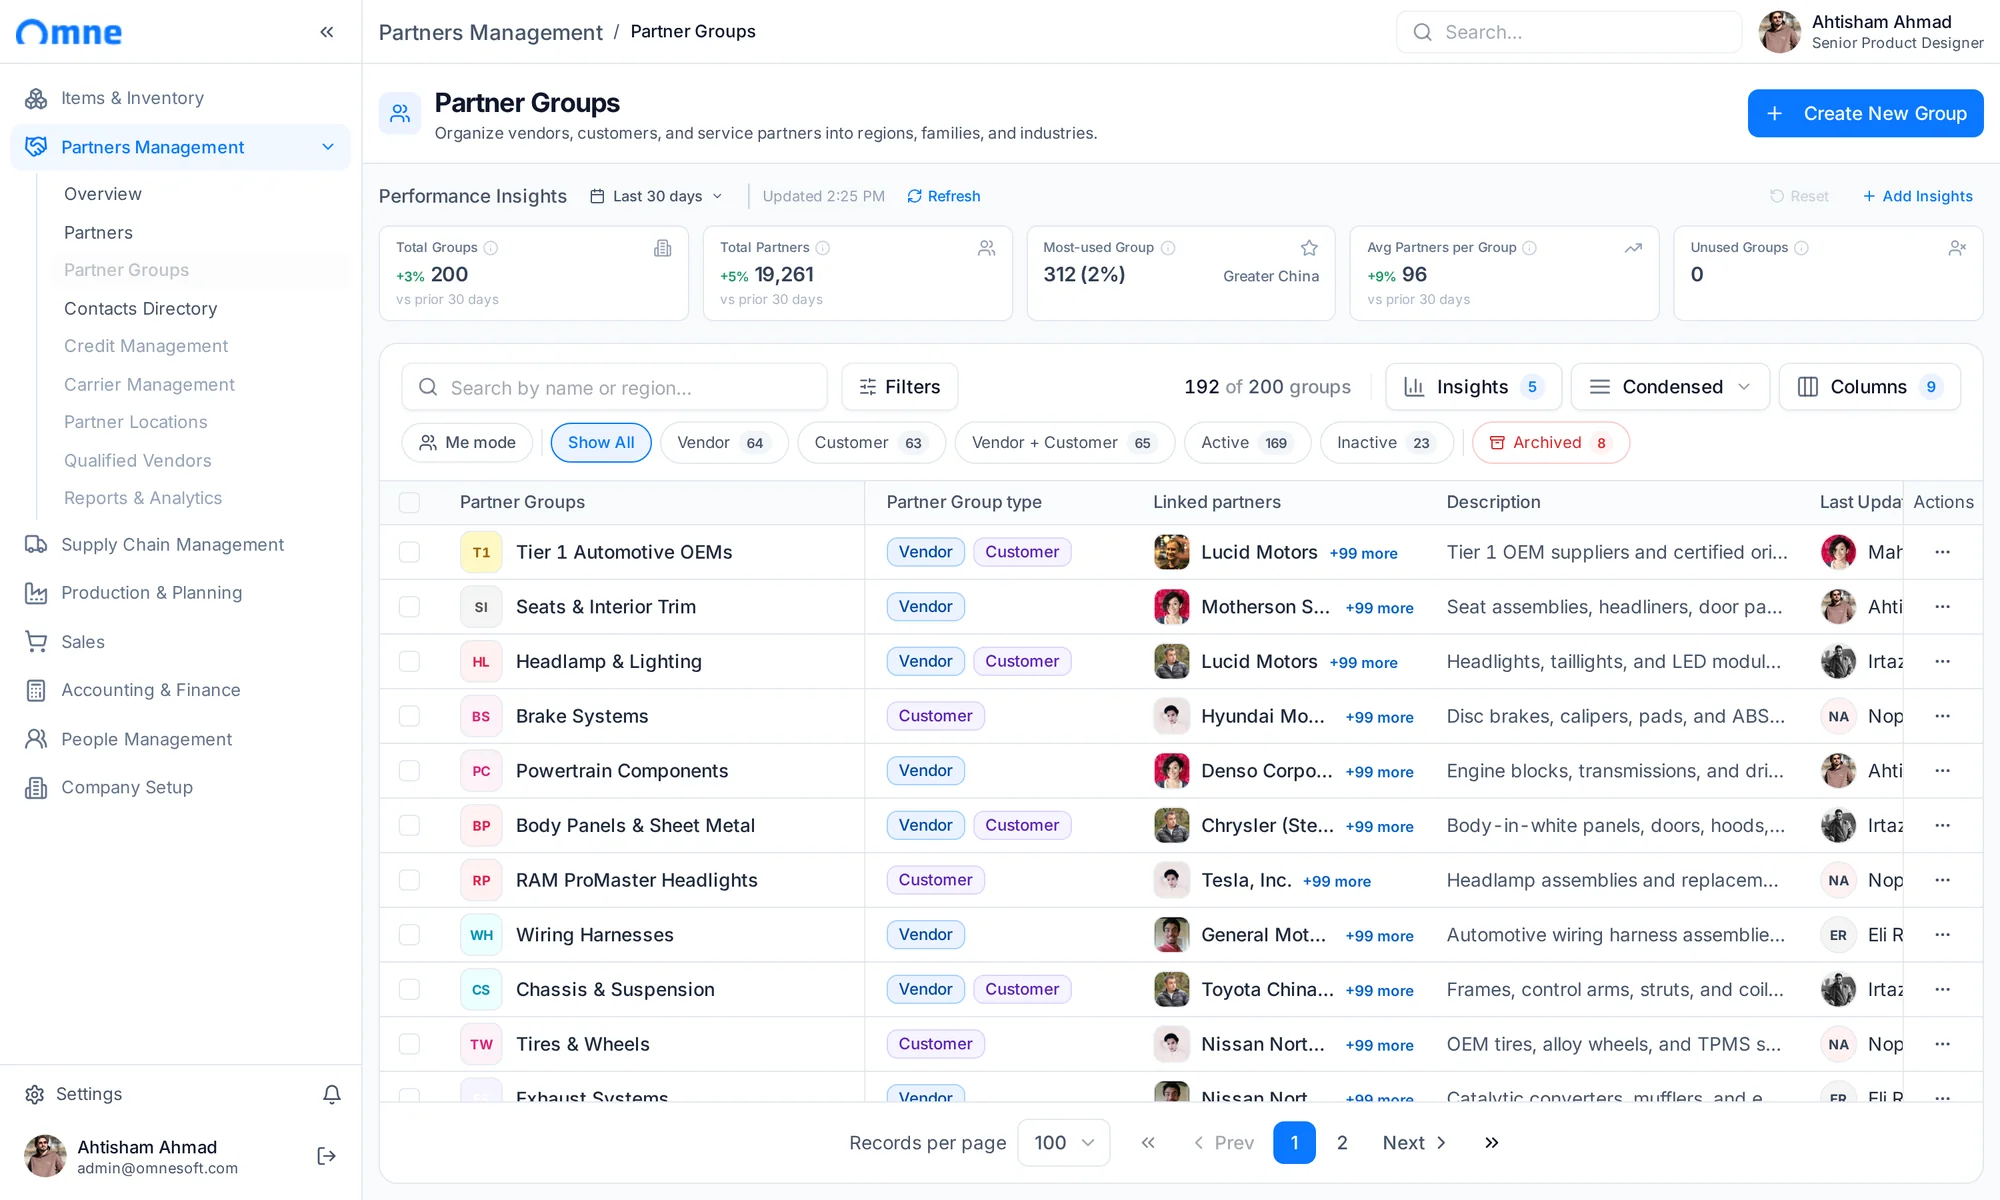 Omne
Items & Inventory
Partners Management
Overview
Partners
Partner Groups
Contacts Directory
Credit Management
Carrier Management
Partner Locations
Qualified Vendors
Reports & Analytics
Supply Chain Management
Production & Planning
Sales
Accounting & Finance
People Management
Company Setup
Settings
Ahtisham Ahmad
admin@omnesoft.com
Partners Management / Partner Groups
Search...
Ahtisham Ahmad
Senior Product Designer
Partner Groups
Organize vendors, customers, and service partners into regions, families, and industries.
+ Create New Group
Performance Insights Last 30 days Updated 2:25 PM Refresh Reset + Add Insights
Total Groups
+3% 200
vs prior 30 days
Total Partners
+5% 19,261
vs prior 30 days
Most-used Group
312 (2%) Greater China
Avg Partners per Group
+9% 96
vs prior 30 days
Unused Groups
0
Search by name or region... Filters 192 of 200 groups Insights 5 Condensed Columns 9
Me mode Show All Vendor 64 Customer 63 Vendor + Customer 65 Active 169 Inactive 23 Archived 8
Partner Groups Partner Group type Linked partners Description Last Updat Actions
T1 Tier 1 Automotive OEMs Vendor Customer Lucid Motors +99 more Tier 1 OEM suppliers and certified ori... Mah ...
SI Seats & Interior Trim Vendor Motherson S... +99 more Seat assemblies, headliners, door pa... Ahti ...
HL Headlamp & Lighting Vendor Customer Lucid Motors +99 more Headlights, taillights, and LED modul... Irtaz ...
BS Brake Systems Customer Hyundai Mo... +99 more Disc brakes, calipers, pads, and ABS... NA Nop ...
PC Powertrain Components Vendor Denso Corpo... +99 more Engine blocks, transmissions, and dri... Ahti ...
BP Body Panels & Sheet Metal Vendor Customer Chrysler (Ste... +99 more Body-in-white panels, doors, hoods,... Irtaz ...
RP RAM ProMaster Headlights Customer Tesla, Inc. +99 more Headlamp assemblies and replacem... NA Nop ...
WH Wiring Harnesses Vendor General Mot... +99 more Automotive wiring harness assemblie... ER Eli R ...
CS Chassis & Suspension Vendor Customer Toyota China... +99 more Frames, control arms, struts, and coil... Irtaz ...
TW Tires & Wheels Customer Nissan Nort... +99 more OEM tires, alloy wheels, and TPMS s... NA Nop ...
Exhaust Systems Vendor Nissan Nort... +99 more Catalytic converters, mufflers, and e... ER Eli R ...
Records per page 100 « < Prev 1 2 Next > »